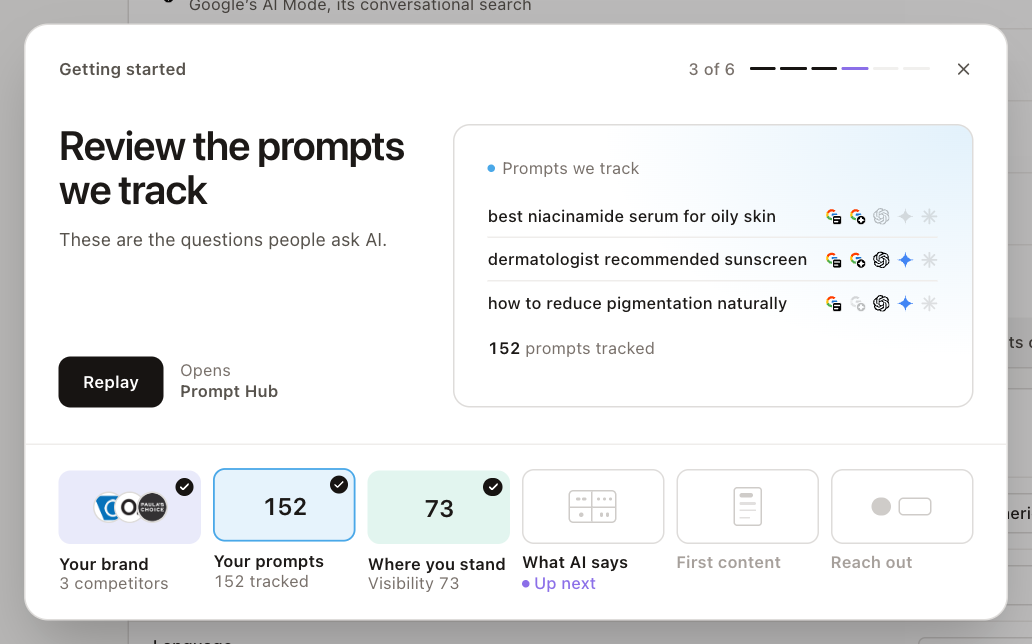 Google's AI Mode, its conversational search
Getting started
3 of 6
Review the prompts
we track
These are the questions people ask AI.
Replay
Opens
Prompt Hub
Prompts we track
best niacinamide serum for oily skin
dermatologist recommended sunscreen
how to reduce pigmentation naturally
152 prompts tracked
PAULA'S
CHOICE
Your brand
3 competitors
152
Your prompts
152 tracked
73
Where you stand
Visibility 73
What AI says
Up next
First content
Reach out